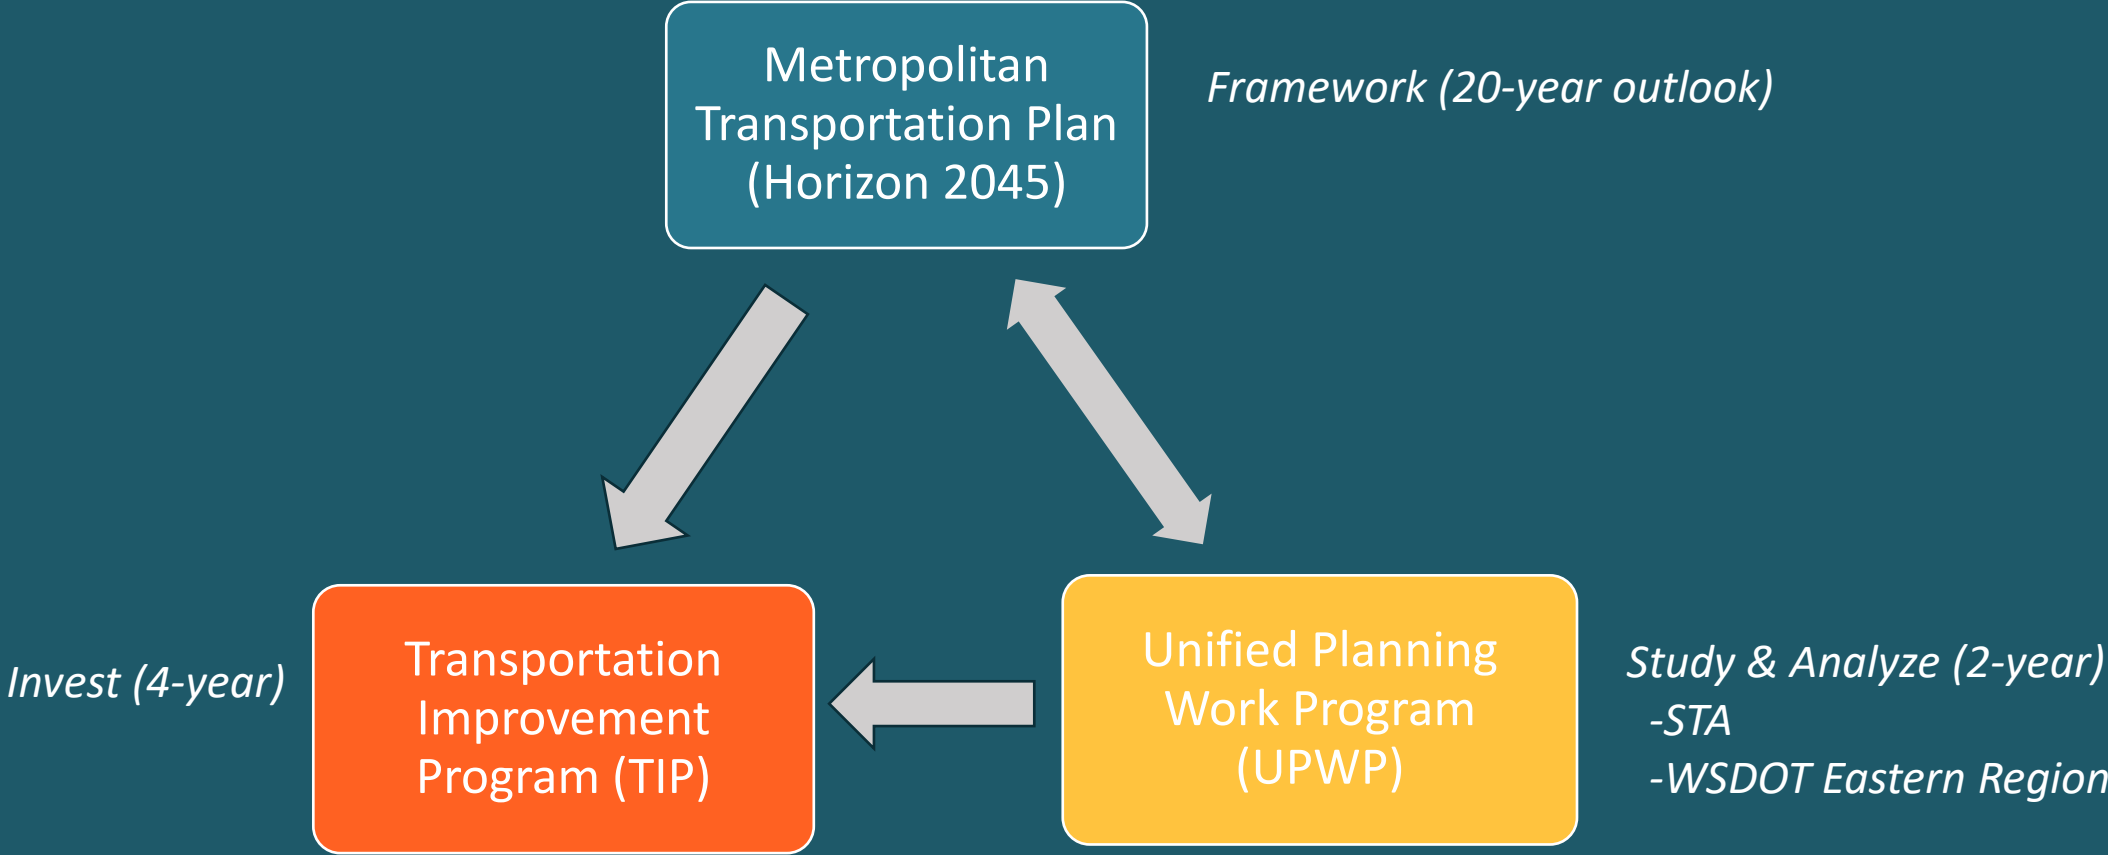 Metropolitan
Transportation Plan
(Horizon 2045)
Framework (20-year outlook)
Invest (4-year)
Transportation
Improvement
Program (TIP)
Unified Planning
Work Program
(UPWP)
Study & Analyze (2-year)
-STA
-WSDOT Eastern Region